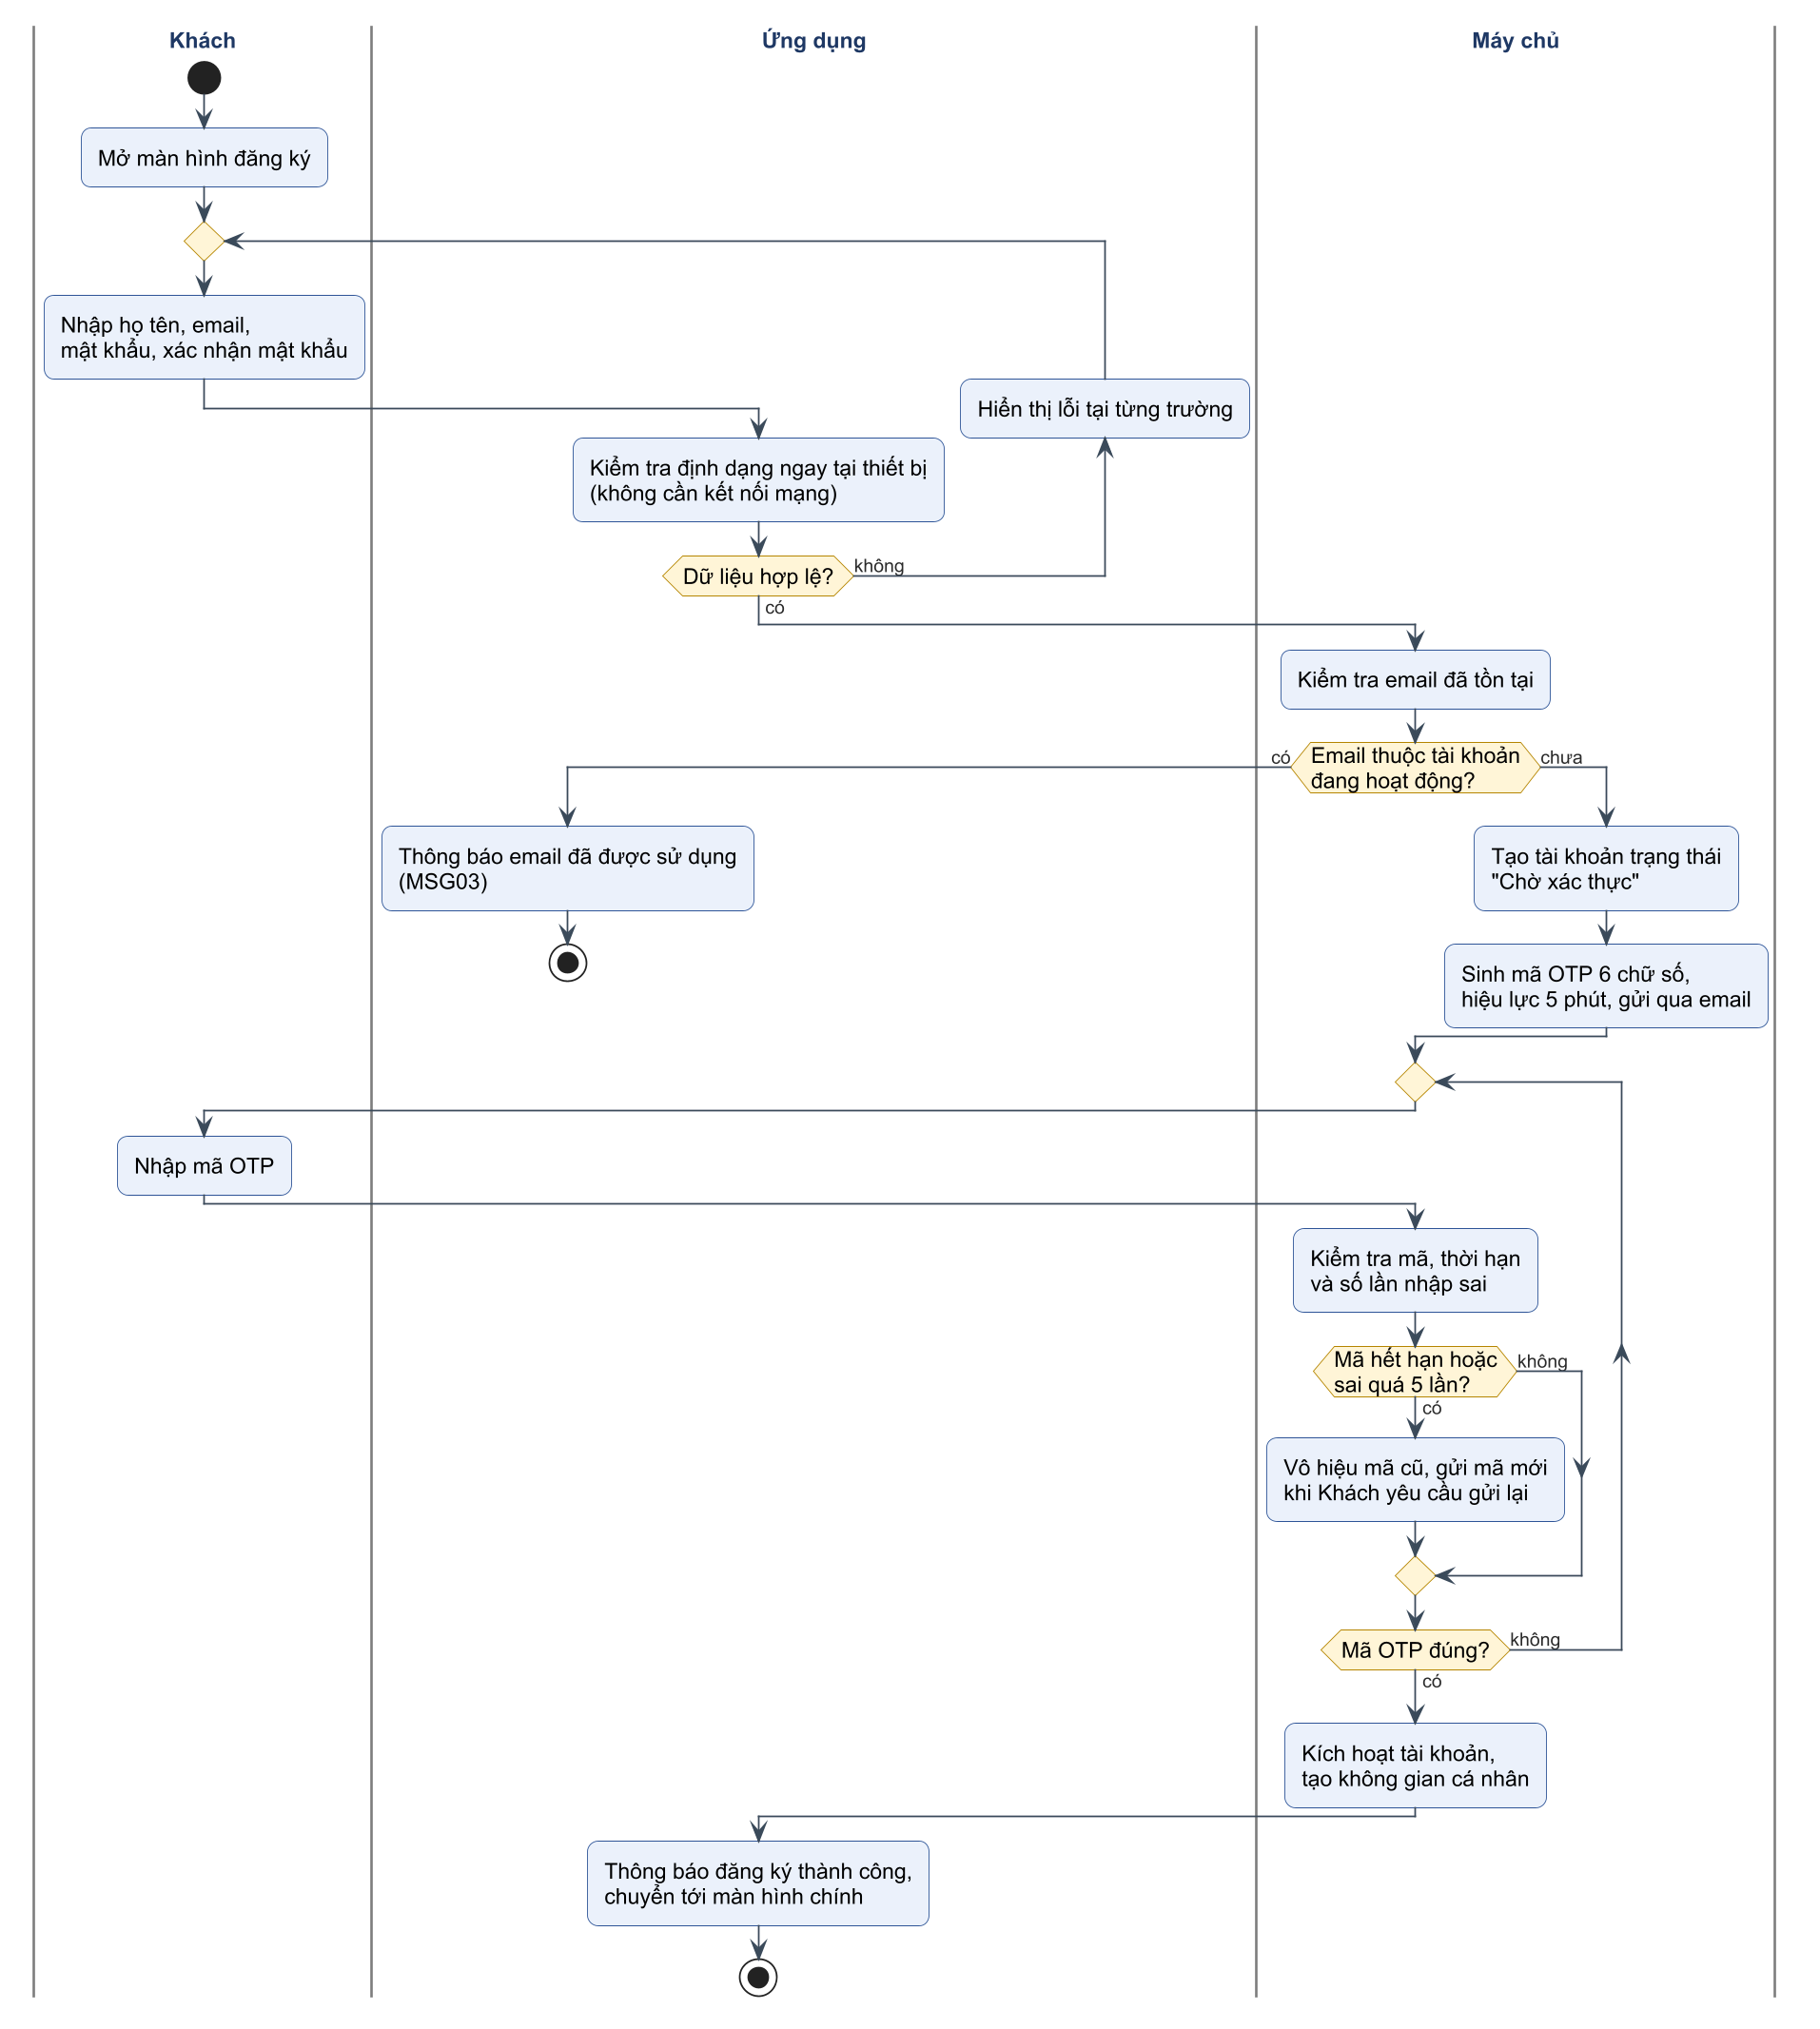 Khách
Ứng dụng
Máy chủ
Mở màn hình đăng ký
Nhập họ tên, email,
mật khẩu, xác nhận mật khẩu
Hiển thị lỗi tại từng trường
Kiểm tra định dạng ngay tại thiết bị
(không cần kết nối mạng)
Dữ liệu hợp lệ?
không
có
Kiểm tra email đã tồn tại
có
Email thuộc tài khoản
đang hoạt động?
chưa
Thông báo email đã được sử dụng
(MSG03)
Tạo tài khoản trạng thái
"Chờ xác thực"
Sinh mã OTP 6 chữ số,
hiệu lực 5 phút, gửi qua email
Nhập mã OTP
Kiểm tra mã, thời hạn
và số lần nhập sai
Mã hết hạn hoặc
sai quá 5 lần?
không
có
Vô hiệu mã cũ, gửi mã mới
khi Khách yêu cầu gửi lại
Mã OTP đúng?
không
có
Kích hoạt tài khoản,
tạo không gian cá nhân
Thông báo đăng ký thành công,
chuyển tới màn hình chính